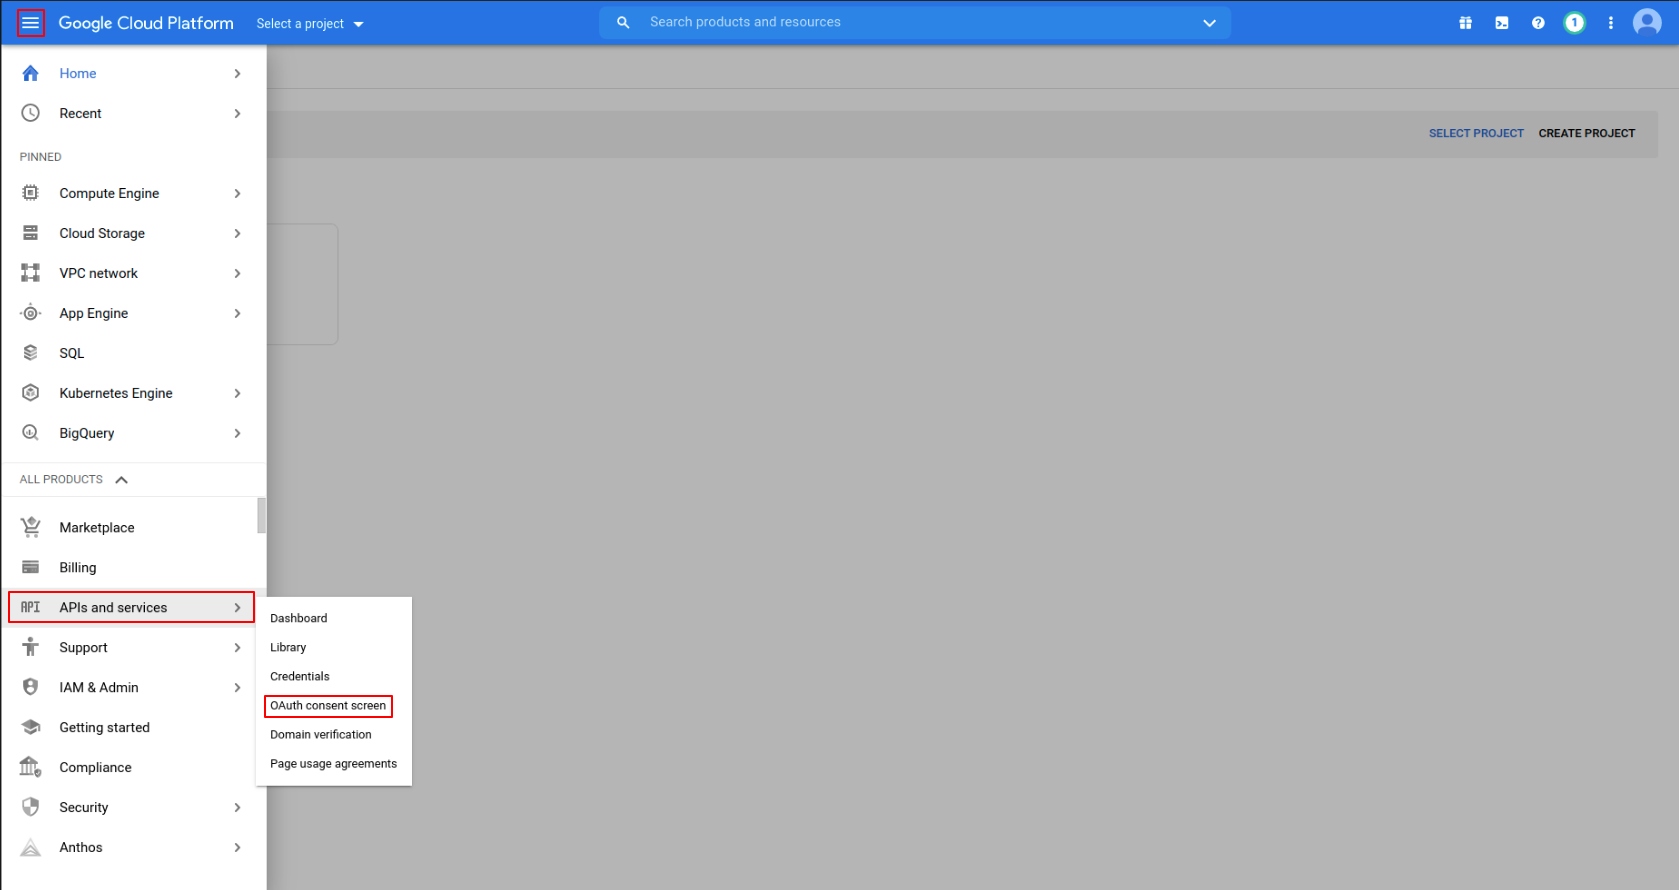 Google Cloud Platform
Select a project
Search products and resources
1
Home
Recent
SELECT PROJECT
CREATE PROJECT
PINNED
Compute Engine
Cloud Storage
VPC network
App Engine
SQL
Kubernetes Engine
BigQuery
ALL PRODUCTS
Marketplace
Billing
API APIs and services
Support
IAM & Admin
Getting started
Compliance
Security
Anthos
Dashboard
Library
Credentials
OAuth consent screen
Domain verification
Page usage agreements